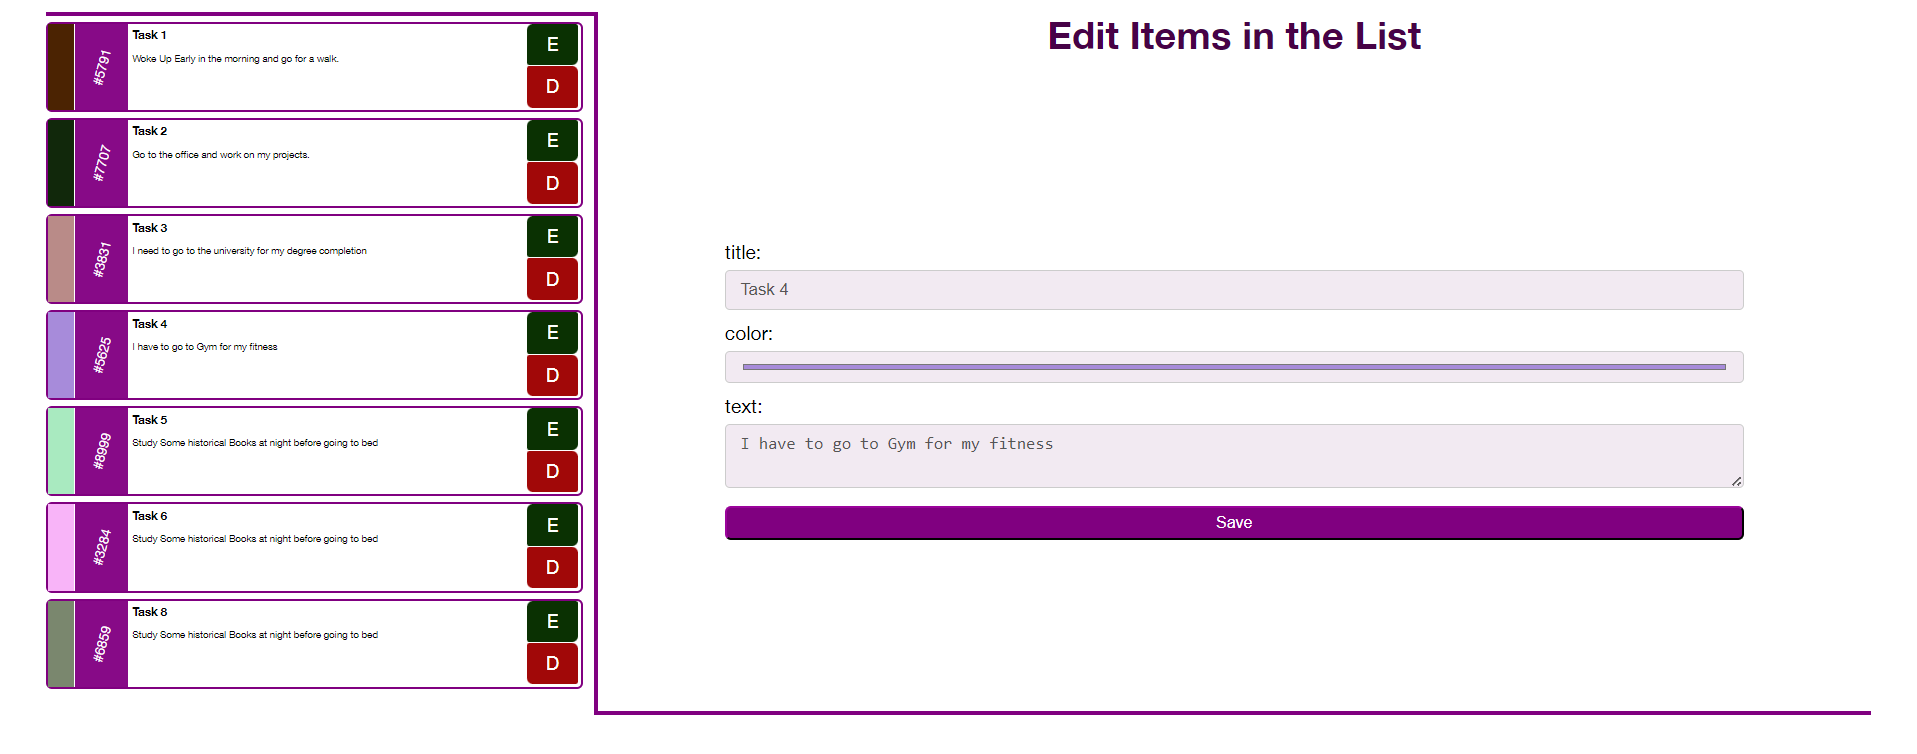 #5791
Task 1
Woke Up Early in the morning and go for a walk.
E
D
#7707
Task 2
Go to the office and work on my projects.
E
D
#3831
Task 3
I need to go to the university for my degree completion
E
D
#5625
Task 4
I have to go to Gym for my fitness
E
D
#8999
Task 5
Study Some historical Books at night before going to bed
E
D
#3284
Task 6
Study Some historical Books at night before going to bed
E
D
#6859
Task 8
Study Some historical Books at night before going to bed
E
D
Edit Items in the List
title:
Task 4
color:
text:
I have to go to Gym for my fitness
Save